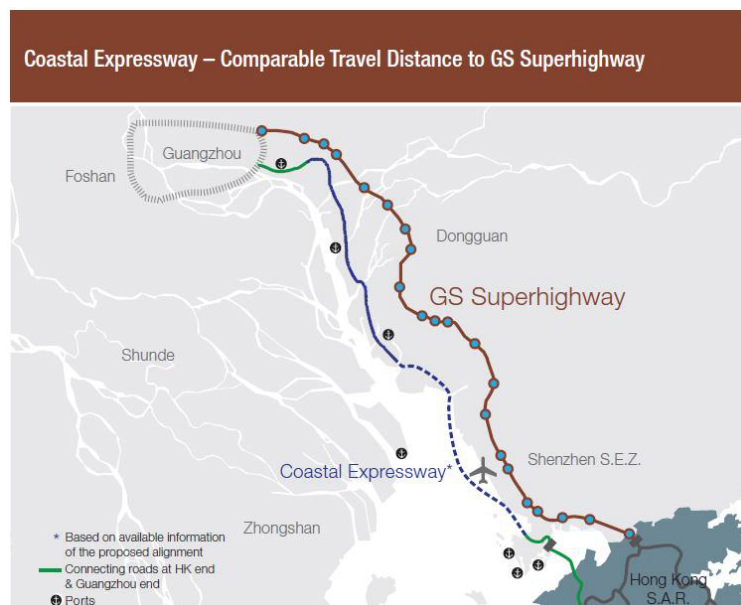 Coastal Expressway – Comparable Travel Distance to GS Superhighway
Guangzhou
Foshan
Dongguan
GS Superhighway
Shunde
Shenzhen S.E.Z.
Coastal Expressway*
Zhongshan
* Based on available information
of the proposed alignment
Connecting roads at HK end
& Guangzhou end
Ports
Hong Kong
S.A.R.